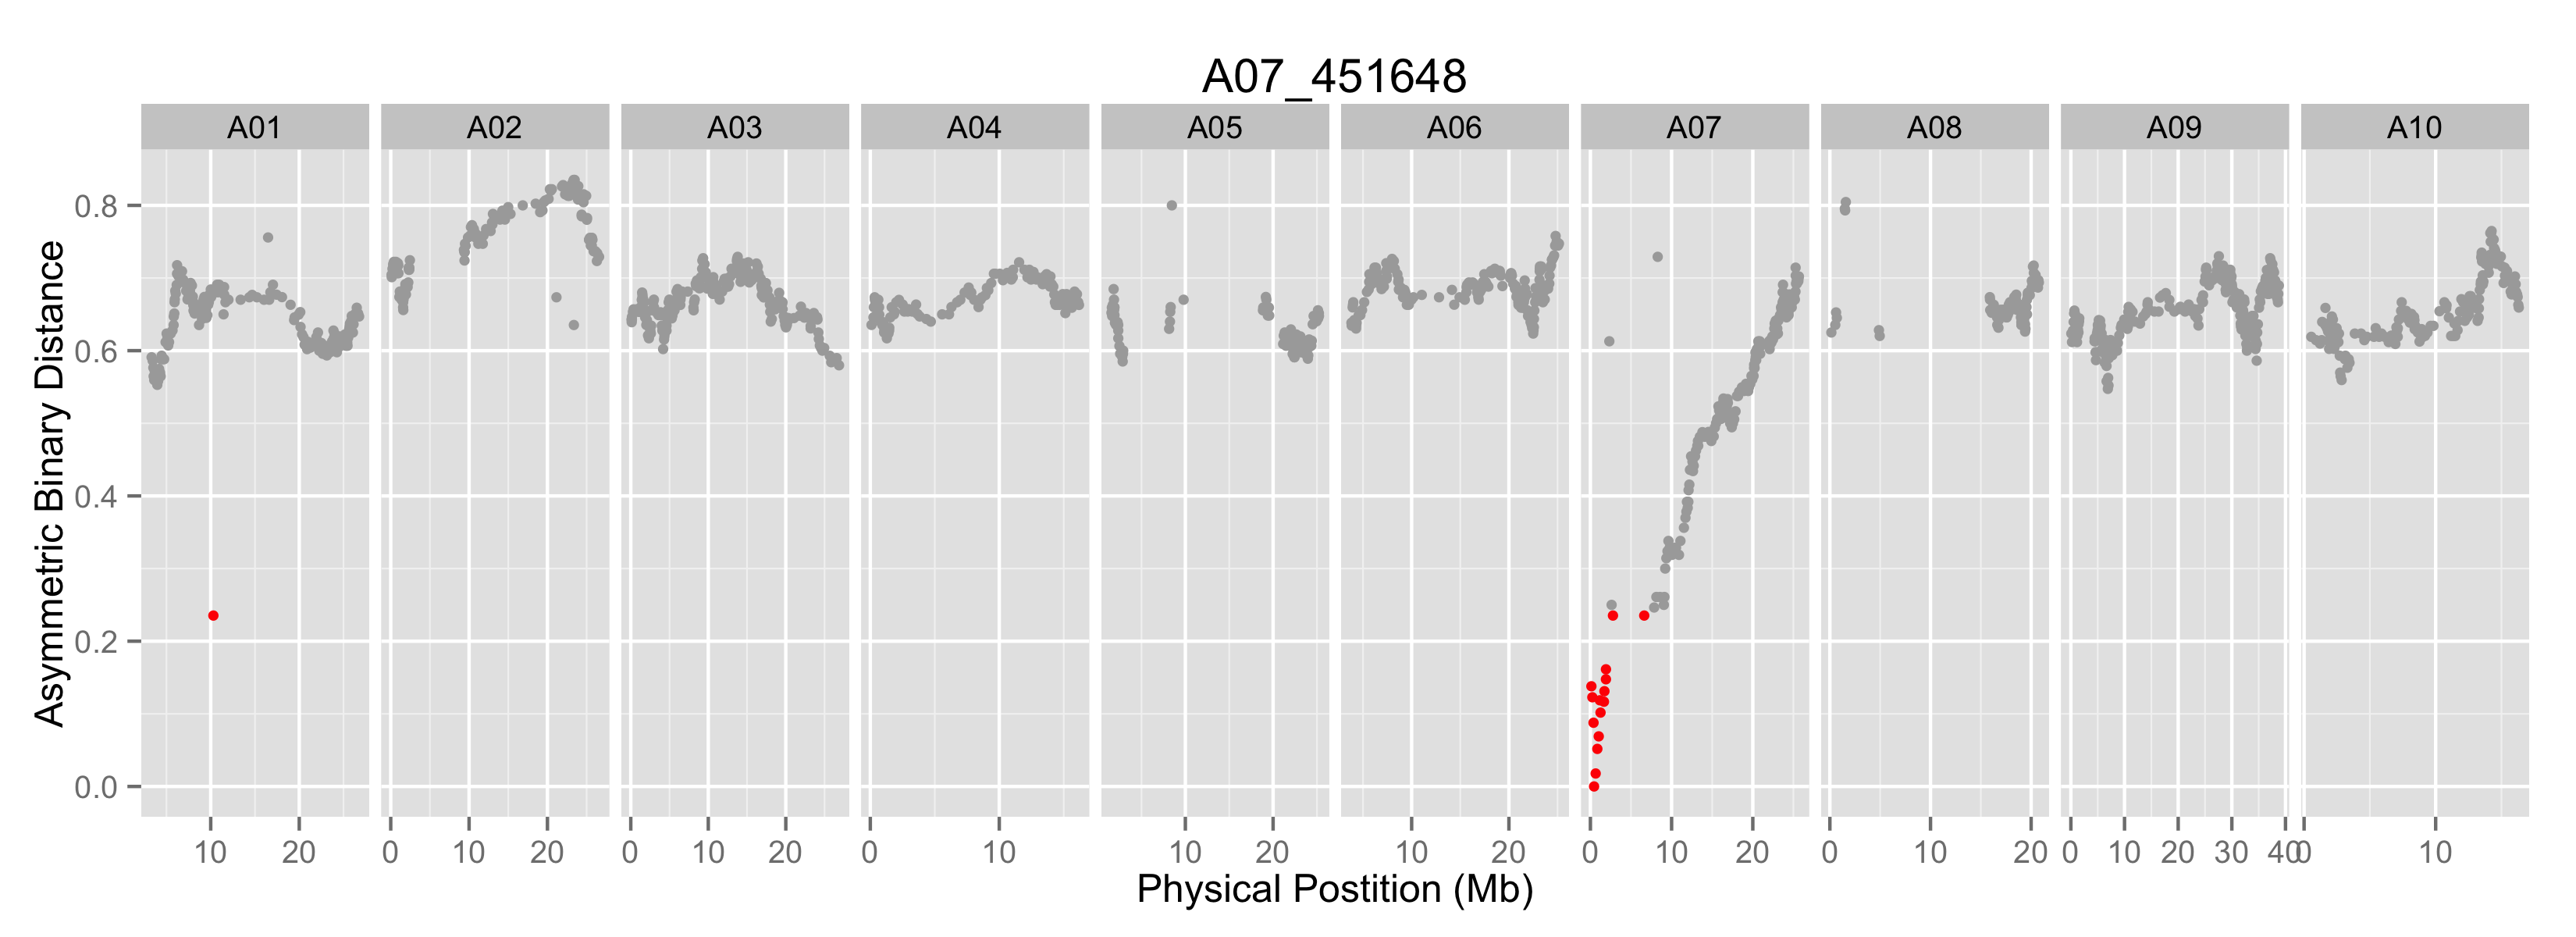 A07_451648
A01 A02 A03 A04 A05 A06 A07 A08 A09 A10
Asymmetric Binary Distance
0.8
0.6
0.4
0.2
0.0
10 20 0 10 20 0 10 20 0 10 10 20 10 20 0 10 20 0 10 20 0 10 20 30 40 0 10
Physical Postition (Mb)